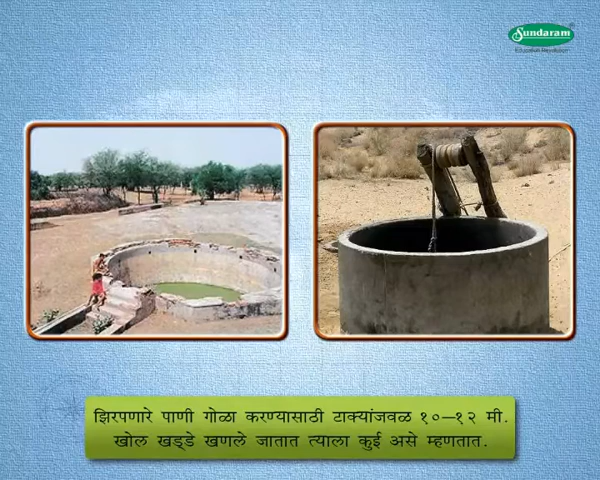 Sundaram
Education Revolution
झिरपणारे पाणी गोळा करण्यासाठी टाक्यांजवळ १०–१२ मी.
खोल खड्डे खणले जातात त्याला कुई असे म्हणतात.